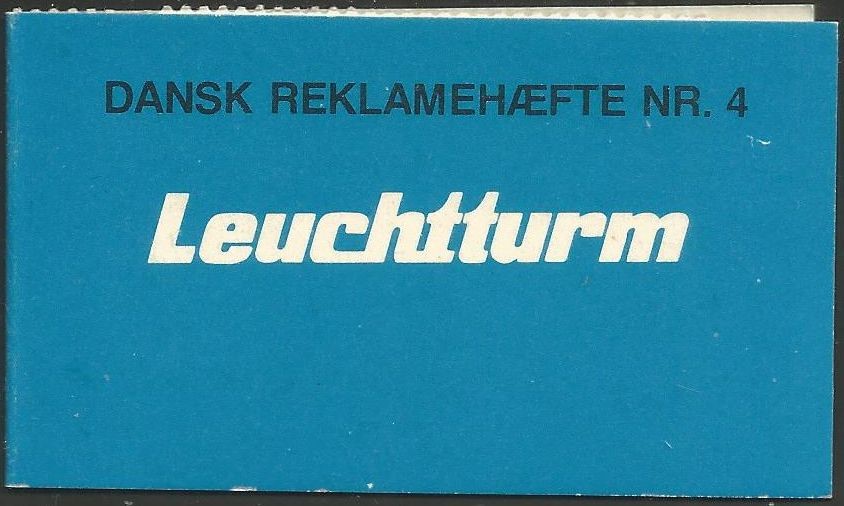 DANSK REKLAMEHÆFTE NR. 4
Leuchtturm